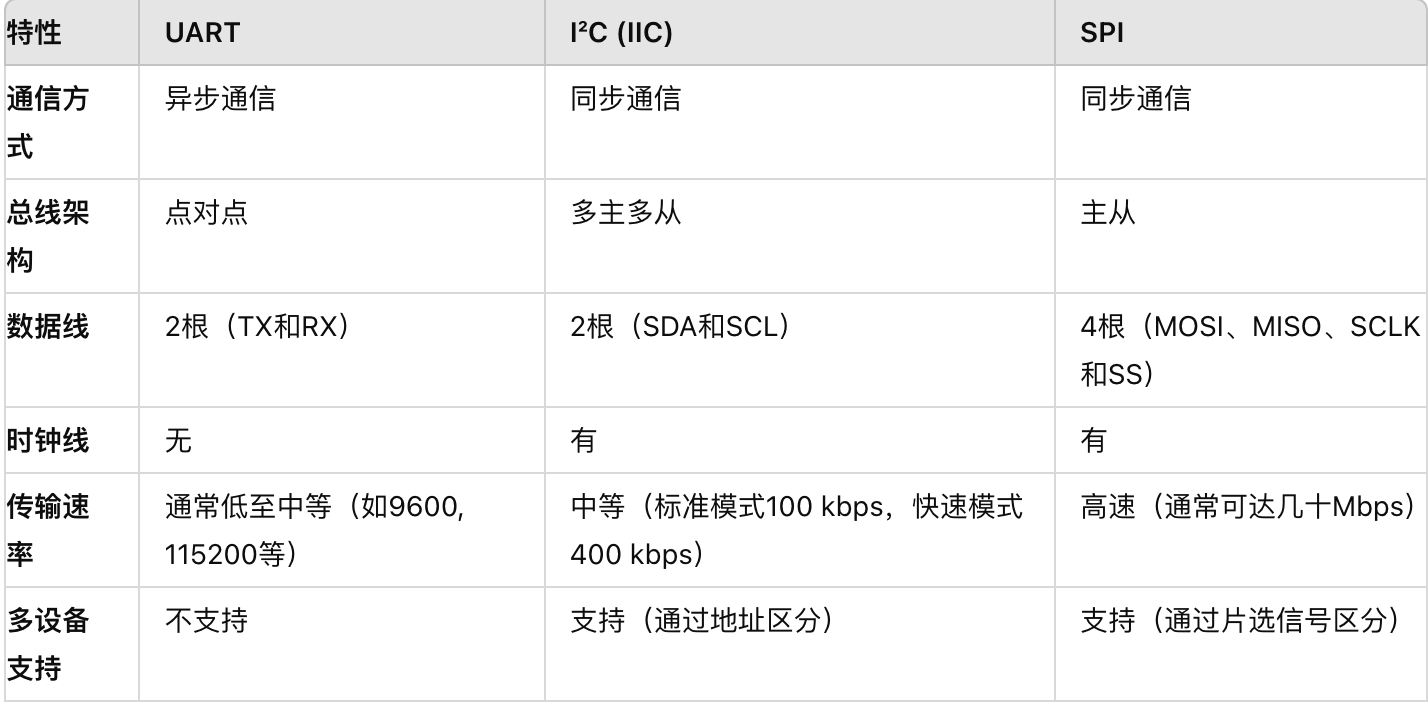 特性 UART I²C (IIC) SPI
通信方式 异步通信 同步通信 同步通信
总线架构 点对点 多主多从 主从
数据线 2根（TX和RX） 2根（SDA和SCL） 4根（MOSI、MISO、SCLK和SS）
时钟线 无 有 有
传输速率 通常低至中等（如9600, 115200等） 中等（标准模式100 kbps，快速模式400 kbps） 高速（通常可达几十Mbps）
多设备支持 不支持 支持（通过地址区分） 支持（通过片选信号区分）